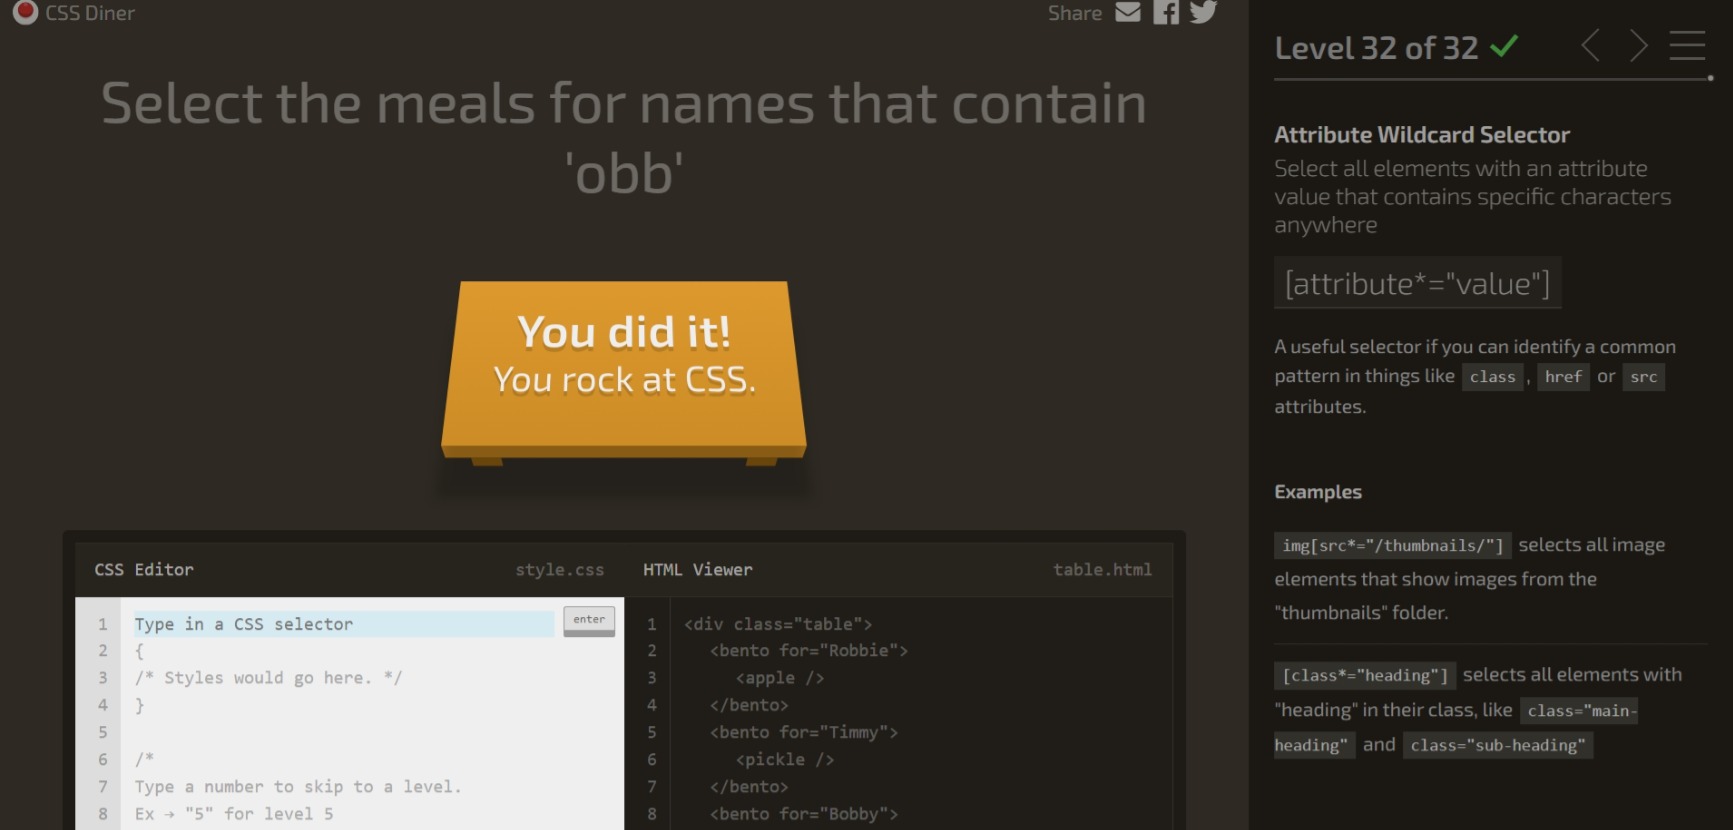 CSS Diner
Share
Select the meals for names that contain
'obb'
You did it!
You rock at CSS.
CSS Editor
style.css
HTML Viewer
table.html
1 Type in a CSS selector
enter
2 {
3 /* Styles would go here. */
4 }
5
6 /*
7 Type a number to skip to a level.
8 Ex → "5" for level 5
1 <div class="table">
2 <bento for="Robbie">
3 <apple />
4 </bento>
5 <bento for="Timmy">
6 <pickle />
7 </bento>
8 <bento for="Bobby">
Level 32 of 32
Attribute Wildcard Selector
Select all elements with an attribute
value that contains specific characters
anywhere
[attribute*="value"]
A useful selector if you can identify a common
pattern in things like class , href or src
attributes.
Examples
img[src*="/thumbnails/"] selects all image
elements that show images from the
"thumbnails" folder.
[class*="heading"] selects all elements with
"heading" in their class, like class="main-
heading" and class="sub-heading"